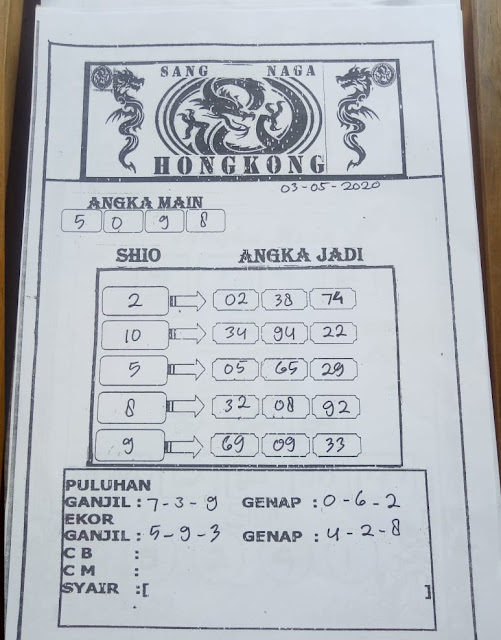 SANG NAGA
HONGKONG
03-05-2020
ANGKA MAIN
5 0 9 8
SHIO ANGKA JADI
2 02 38 74
10 34 94 22
5 05 65 29
8 32 08 92
9 69 09 33
PULUHAN
GANJIL : 7-3-9 GENAP : 0-6-2
EKOR
GANJIL : 5-9-3 GENAP : 4-2-8
C B :
C M :
SYAIR :[ ]